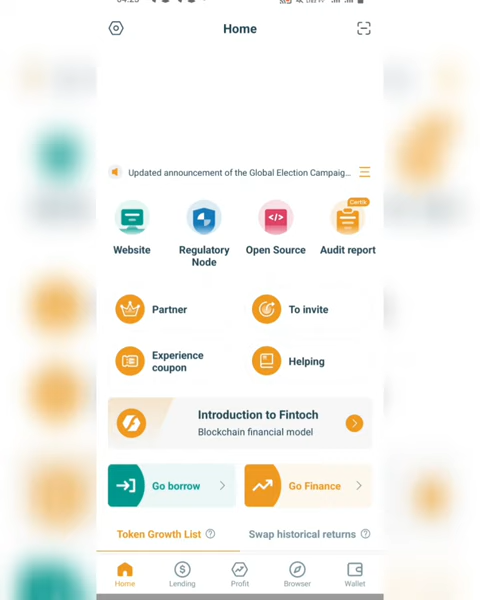 Home
Updated announcement of the Global Election Campaig...
Certik
Website
Regulatory
Node
Open Source
Audit report
Partner
To invite
Experience
coupon
Helping
Introduction to Fintoch
Blockchain financial model
Go borrow
Go Finance
Token Growth List
Swap historical returns
Home
Lending
Profit
Browser
Wallet